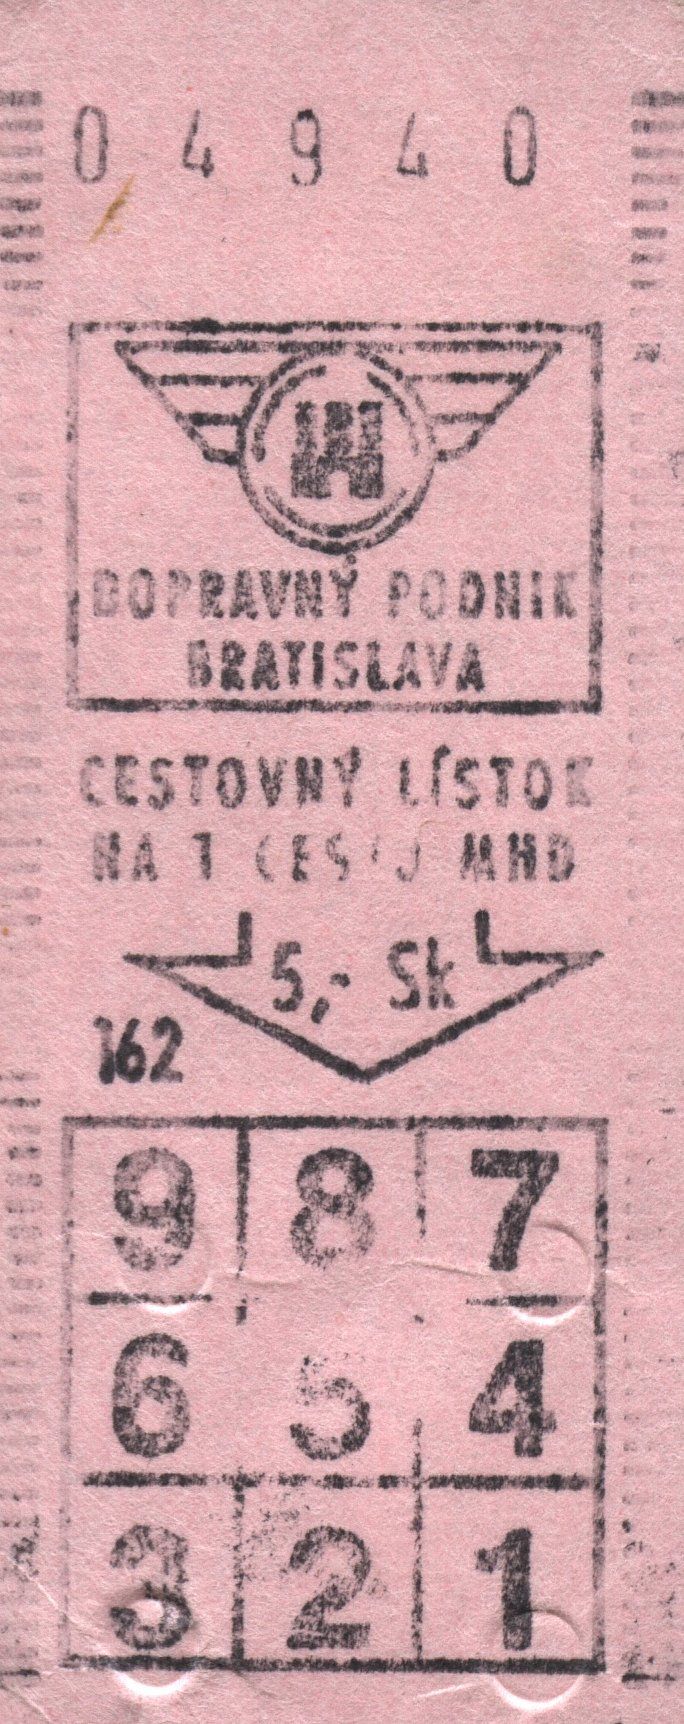 0 4 9 4 0
DOPRAVNÝ PODNIK
BRATISLAVA
CESTOVNÝ LÍSTOK
NA 1 CESTU MHD
5,- Sk
162
9 8 7
6 5 4
3 2 1